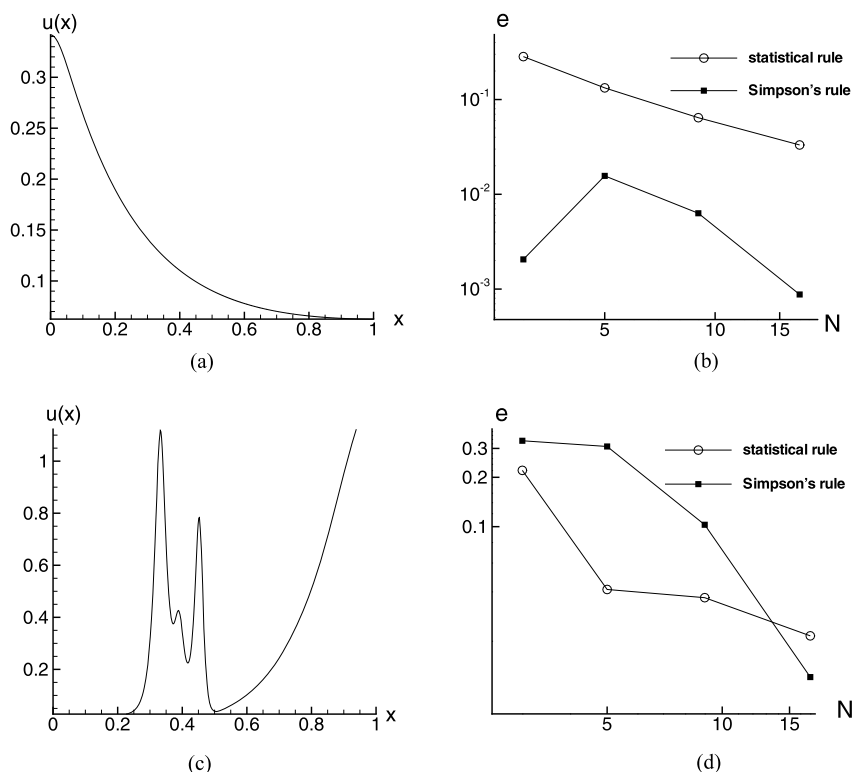 u(x)
0.3
0.25
0.2
0.15
0.1
0
0.2
0.4
0.6
0.8
1
x
(a)
e
10-1
10-2
10-3
statistical rule
Simpson's rule
5
10
15
N
(b)
u(x)
1
0.8
0.6
0.4
0.2
0
0.2
0.4
0.6
0.8
1
x
(c)
e
0.3
0.2
0.1
statistical rule
Simpson's rule
5
10
15
N
(d)